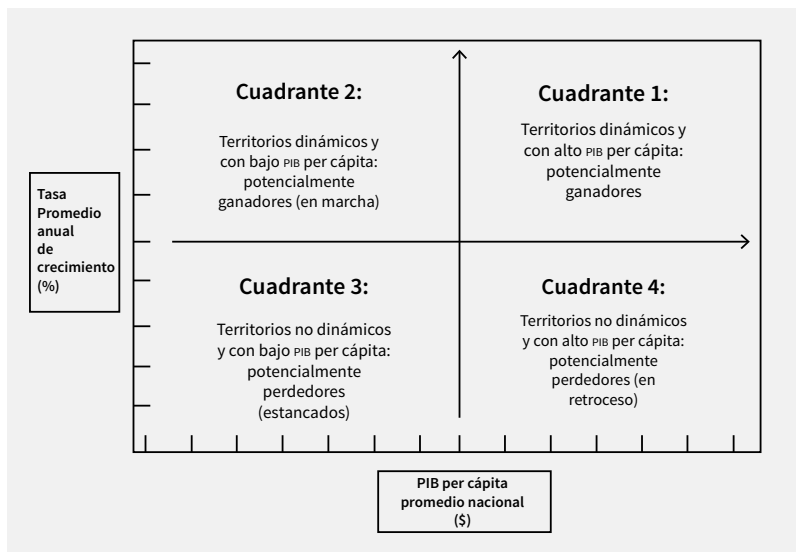 Cuadrante 2:
Territorios dinámicos y
con bajo PIB per cápita:
potencialmente
ganadores (en marcha)
Cuadrante 1:
Territorios dinámicos y
con alto PIB per cápita:
potencialmente
ganadores
Tasa
Promedio
anual
de
crecimiento
(%)
Cuadrante 3:
Territorios no dinámicos
y con bajo PIB per cápita:
potencialmente
perdedores
(estancados)
Cuadrante 4:
Territorios no dinámicos
y con alto PIB per cápita:
potencialmente
perdedores (en
retroceso)
PIB per cápita
promedio nacional
($)